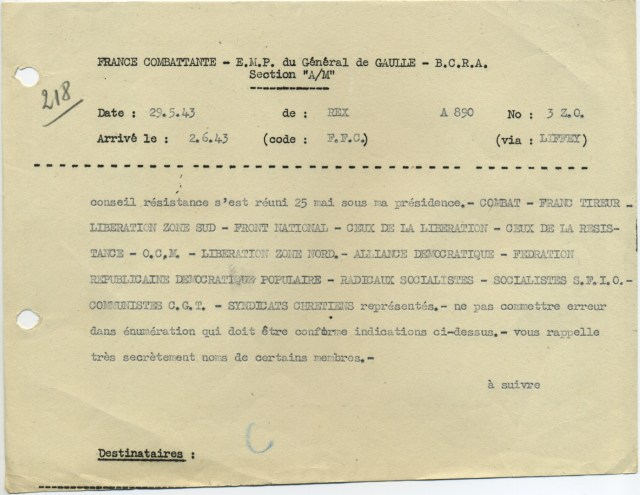 FRANCE COMBATTANTE - E.M.P. du Général de GAULLE - B.C.R.A.
Section "A/M"
218
Date : 29.5.43 de : REX A 890 No : 3 Z.O.
Arrivé le : 2.6.43 (code : F.F.C.) (via : LIFFEY)
conseil résistance s'est réuni 25 mai sous ma présidence.- COMBAT - FRANC TIREUR -
LIBERATION ZONE SUD - FRONT NATIONAL - CEUX DE LA LIBERATION - CEUX DE LA RESIS-
TANCE - O.C.M. - LIBERATION ZONE NORD.- ALLIANCE DEMOCRATIQUE - FEDRATION
REPUBLICAINE DEMOCRATIQUE POPULAIRE - RADICAUX SOCIALISTES - SOCIALISTES S.F.I.O.-
COMMUNISTES C.G.T. - SYNDICATS CHRETIENS représentés.- ne pas commettre erreur
dans énumération qui doit être conforme indications ci-dessus.- vous rappelle
très secrètement noms de certains membres.-
à suivre
Destinataires :